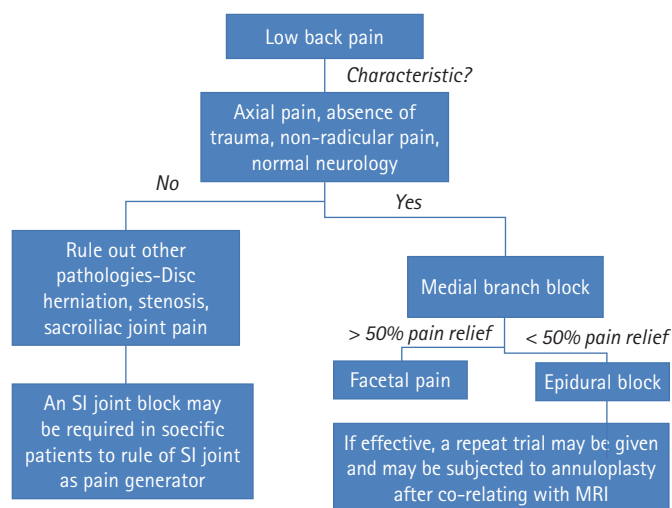 Low back pain
Characteristic?
Axial pain, absence of
trauma, non-radicular pain,
normal neurology
No
Yes
Rule out other
pathologies-Disc
herniation, stenosis,
sacroiliac joint pain
Medial branch block
> 50% pain relief
< 50% pain relief
Facetal pain
Epidural block
An SI joint block may
be required in soecific
patients to rule of SI joint
as pain generator
If effective, a repeat trial may be given
and may be subjected to annuloplasty
after co-relating with MRI